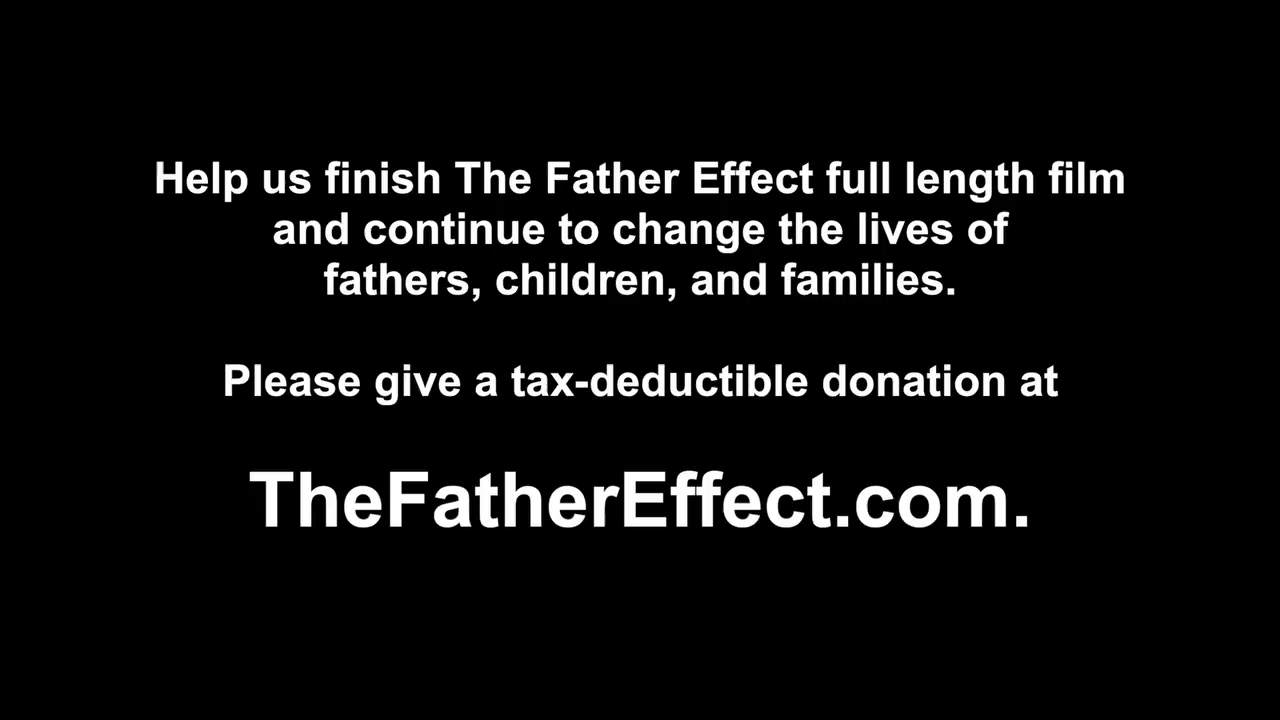 Help us finish The Father Effect full length film
and continue to change the lives of
fathers, children, and families.
Please give a tax-deductible donation at
TheFatherEffect.com.